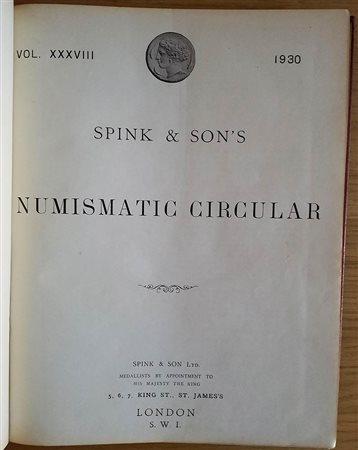 VOL. XXXVIII 1930
SPINK & SON'S
NUMISMATIC CIRCULAR
SPINK & SON LTD.
MEDALLISTS BY APPOINTMENT TO
HIS MAJESTY THE KING
5, 6, 7, KING ST., ST. JAMES'S
LONDON
S. W. I.